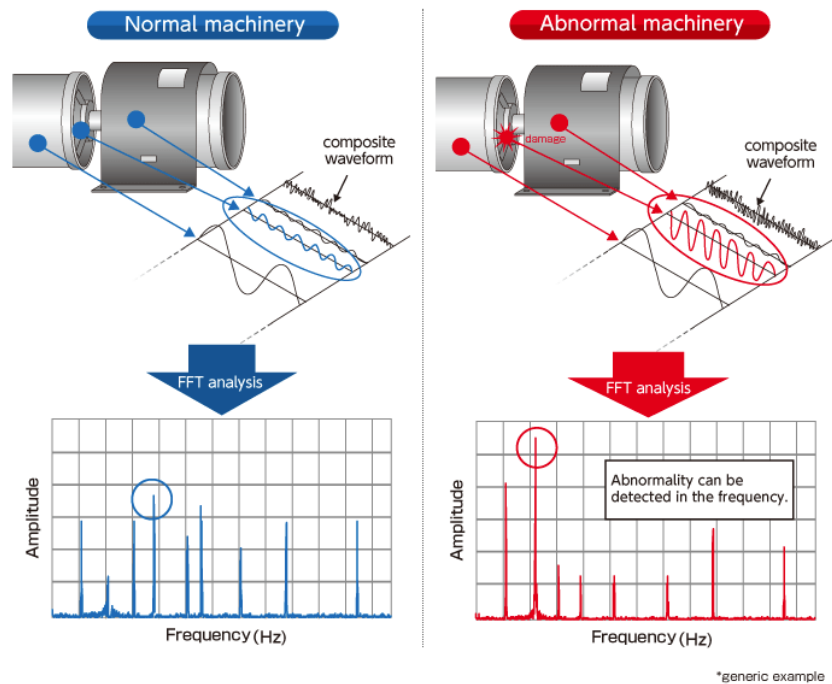 Normal machinery
composite
waveform
FFT analysis
Amplitude
Frequency(Hz)
Abnormal machinery
damage
composite
waveform
FFT analysis
Abnormality can be
detected in the frequency.
Amplitude
Frequency(Hz)
*generic example